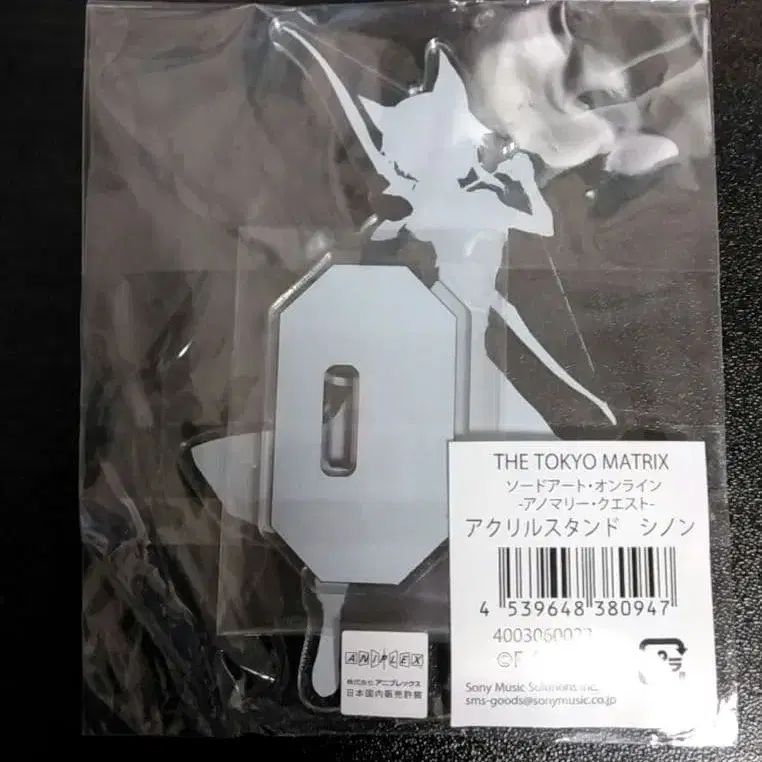 THE TOKYO MATRIX
ソードアート・オンライン
-アノマリー・クエスト-
アクリルスタンド シノン
4 539648 380947
プラ
Sony Music Solutions Inc.
sms-goods@sonymusic.co.jp
ANIPLEX
株式会社アニプレックス
日本国内販売許諾